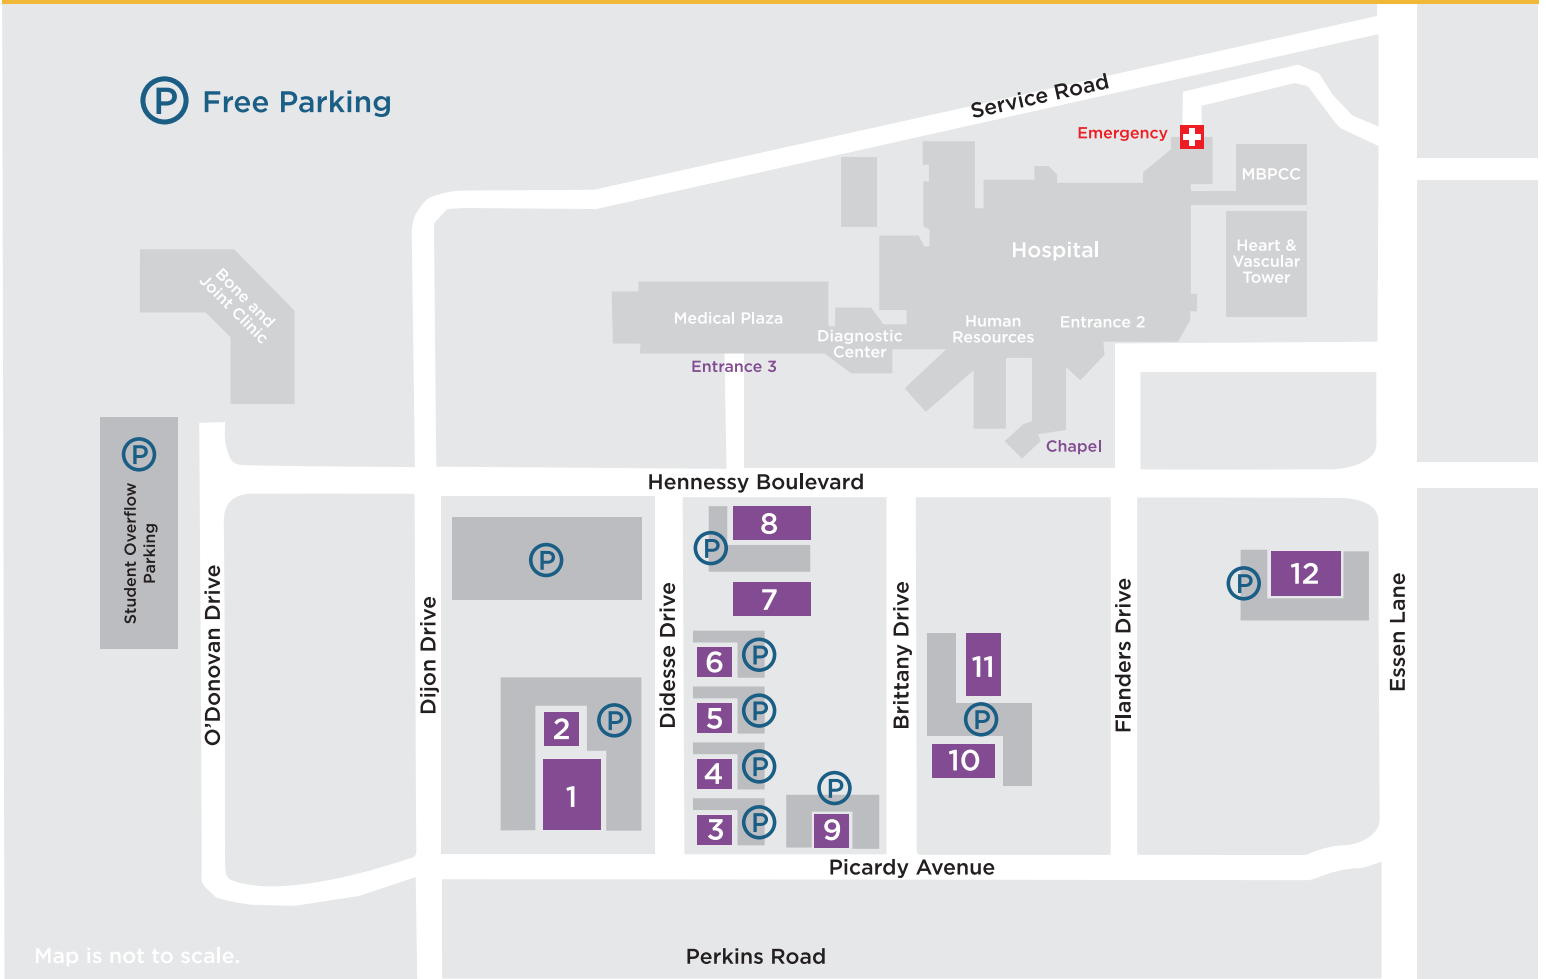 P Free Parking
Service Road
Emergency
MBPCC
Hospital
Heart &
Vascular
Tower
Bone and
Joint Clinic
Medical Plaza
Diagnostic
Center
Human
Resources
Entrance 2
Entrance 3
Chapel
P
Student Overflow
Parking
Hennessy Boulevard
O'Donovan Drive
Dijon Drive
Didesse Drive
Brittany Drive
Flanders Drive
Essen Lane
P
8
P
7
6 P
5 P
4 P
3 P
2 P
1
P
9
11
P
10
P 12
Picardy Avenue
Map is not to scale.
Perkins Road